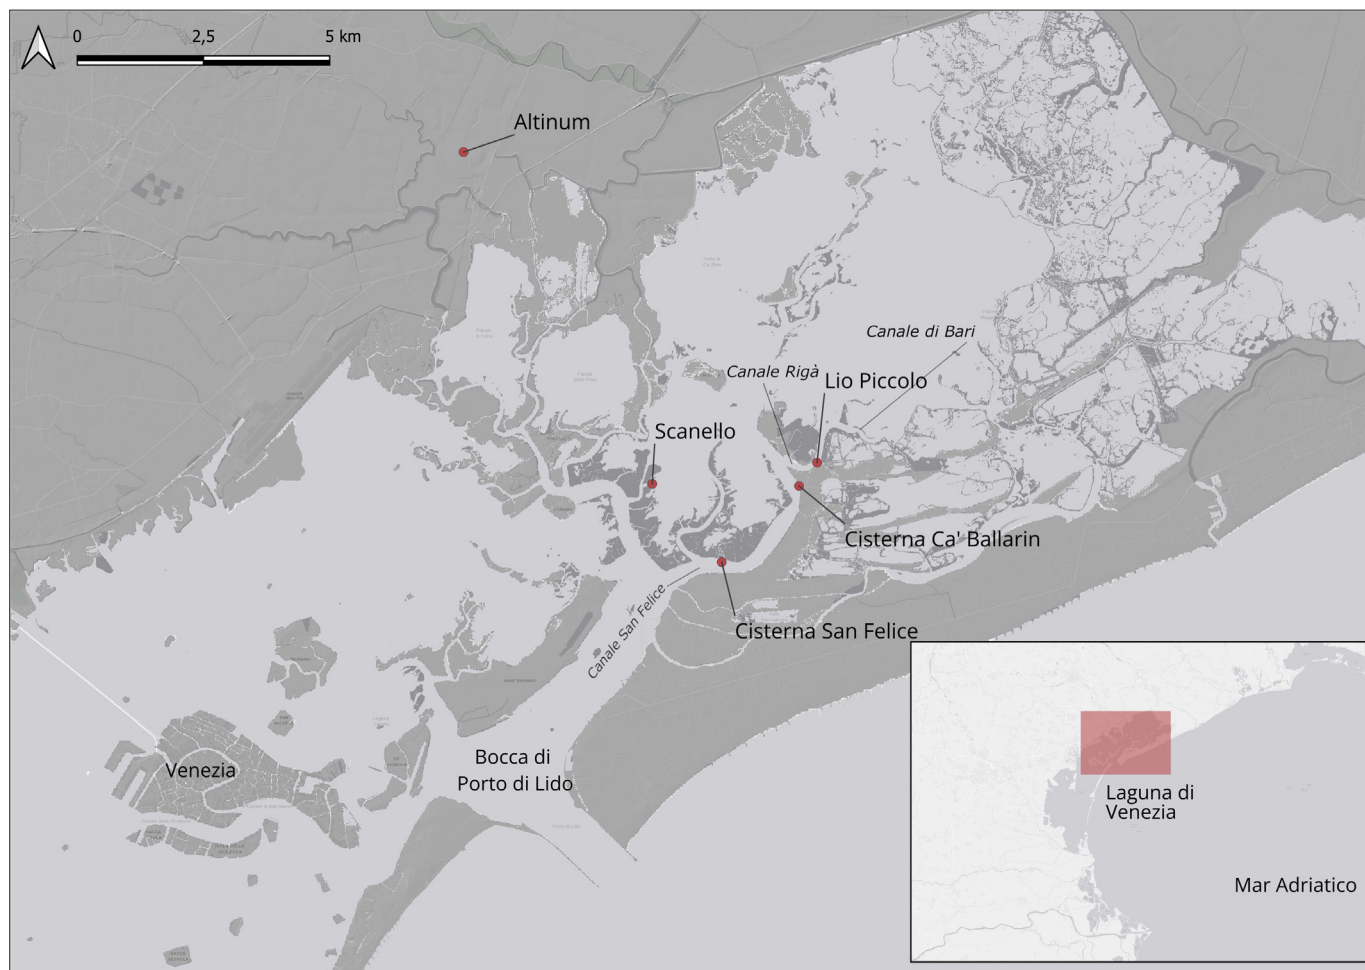 0 2,5 5 km
Altinum
Canale di Bari
Canale Rigà
Lio Piccolo
Scanello
Cisterna Ca' Ballarin
Canale San Felice
Cisterna San Felice
Bocca di
Porto di Lido
Venezia
Laguna di
Venezia
Mar Adriatico